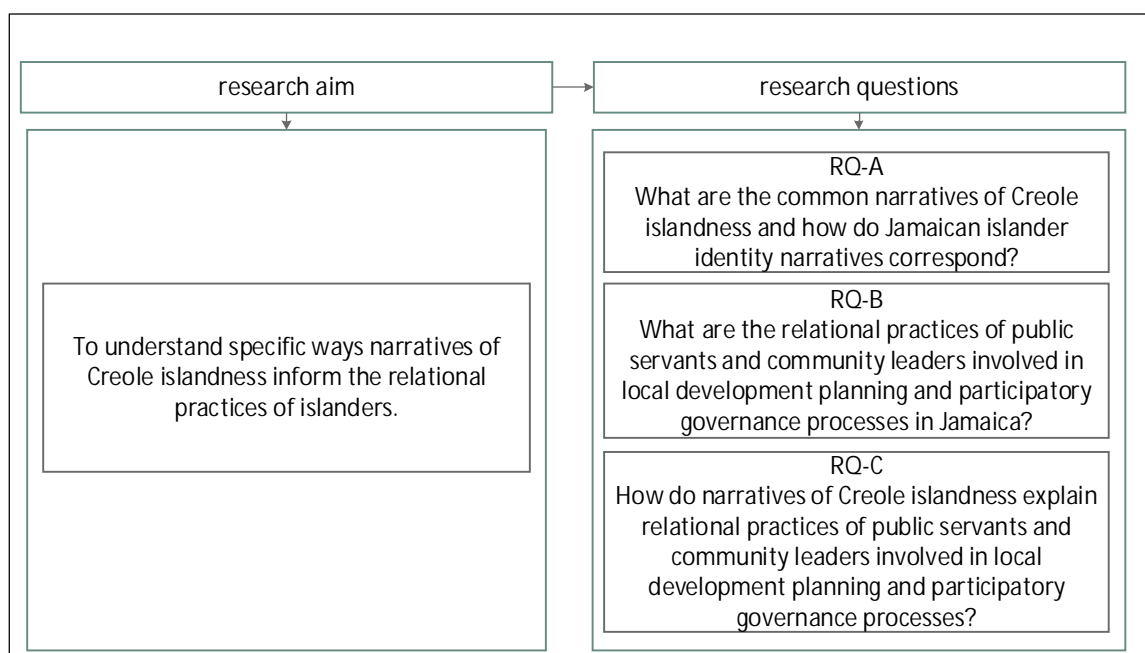 research aim
research questions
To understand specific ways narratives of
Creole islandness inform the relational
practices of islanders.
RQ-A
What are the common narratives of Creole
islandness and how do Jamaican islander
identity narratives correspond?
RQ-B
What are the relational practices of public
servants and community leaders involved in
local development planning and participatory
governance processes in Jamaica?
RQ-C
How do narratives of Creole islandness explain
relational practices of public servants and
community leaders involved in local
development planning and participatory
governance processes?